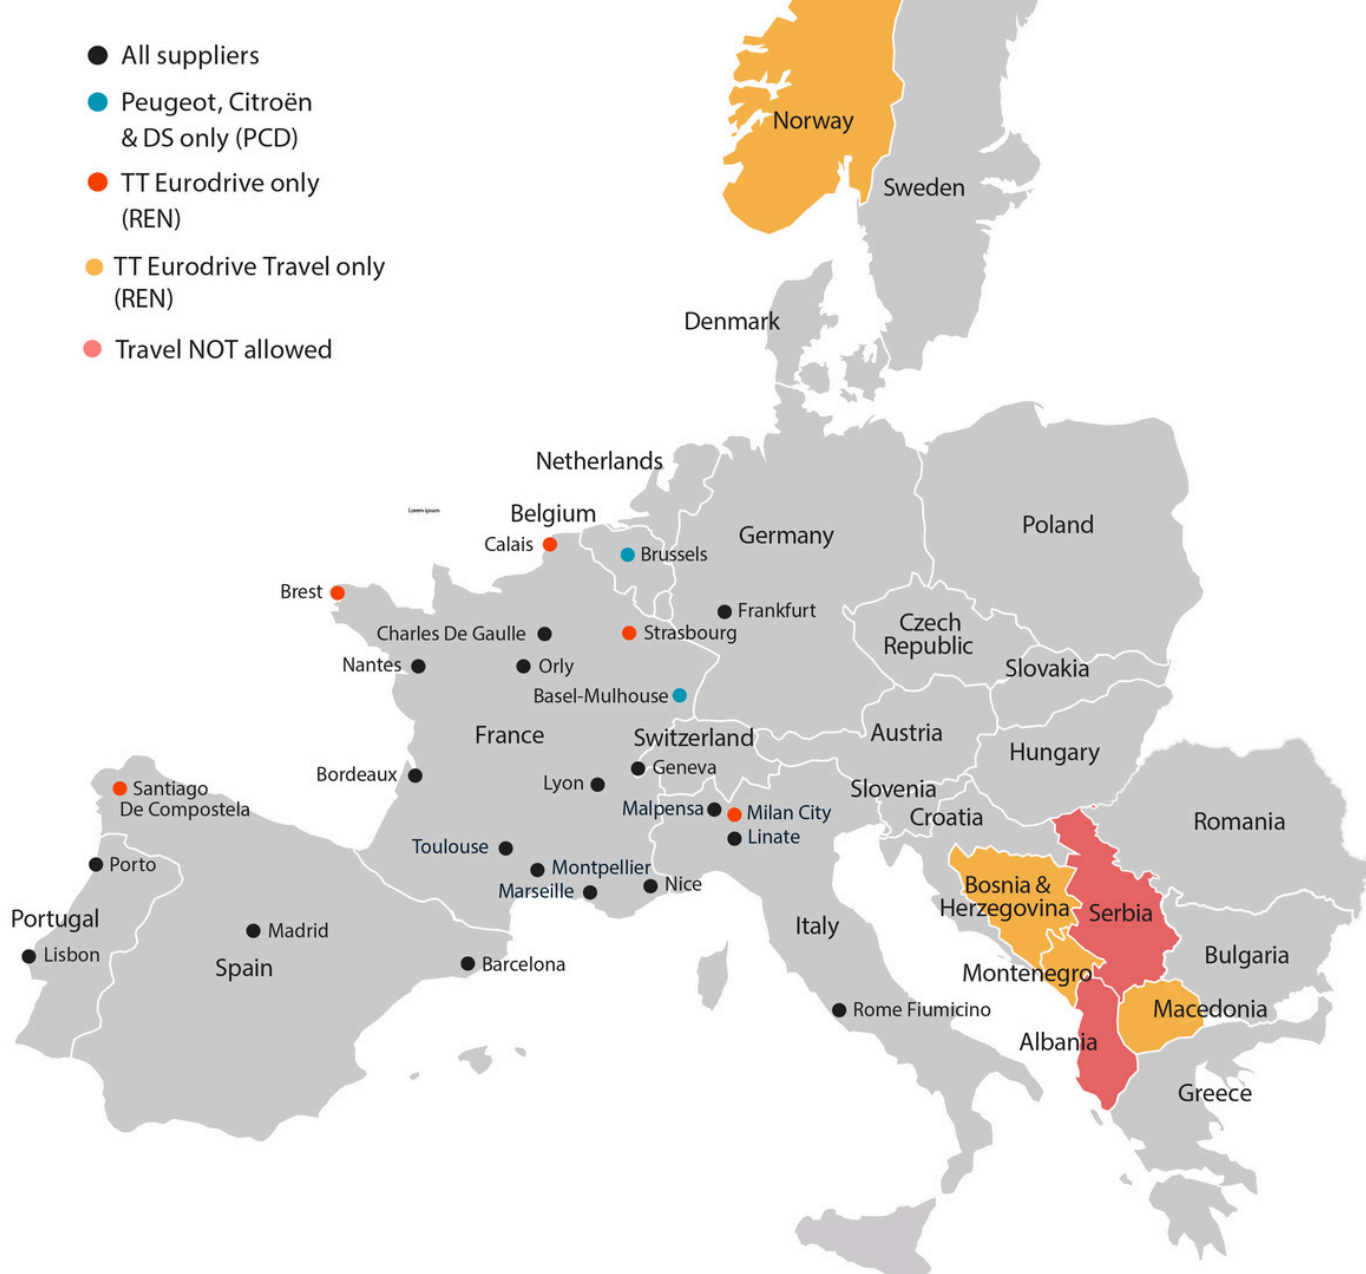 All suppliers
Peugeot, Citroën
& DS only (PCD)
TT Eurodrive only
(REN)
TT Eurodrive Travel only
(REN)
Travel NOT allowed
Norway
Sweden
Denmark
Netherlands
Lorem ipsum
Belgium
Calais
Brussels
Germany
Poland
Brest
Frankfurt
Charles De Gaulle
Strasbourg
Czech
Republic
Nantes
Orly
Slovakia
Basel-Mulhouse
France
Switzerland
Austria
Hungary
Bordeaux
Lyon
Geneva
Slovenia
Santiago
De Compostela
Malpensa
Milan City
Croatia
Romania
Linate
Toulouse
Porto
Montpellier
Marseille
Nice
Bosnia &
Herzegovina
Serbia
Portugal
Madrid
Italy
Lisbon
Spain
Barcelona
Bulgaria
Montenegro
Rome Fiumicino
Macedonia
Albania
Greece